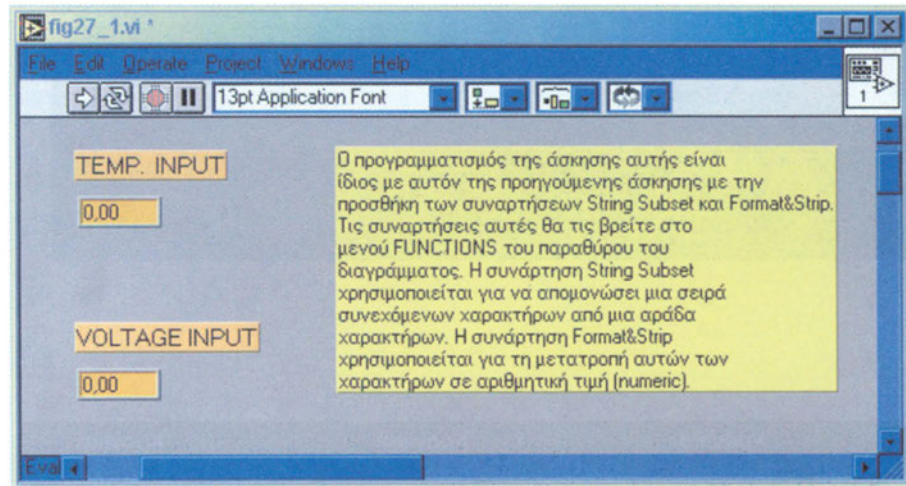 fig27_1.vi *
File Edit Operate Project Windows Help
13pt Application Font
1
TEMP. INPUT
0,00
VOLTAGE INPUT
0,00
Ο προγραμματισμός της άσκησης αυτής είναι
ίδιος με αυτόν της προηγούμενης άσκησης με την
προσθήκη των συναρτήσεων String Subset και Format&Strip.
Τις συναρτήσεις αυτές θα τις βρείτε στο
μενού FUNCTIONS του παραθύρου του
διαγράμματος. Η συνάρτηση String Subset
χρησιμοποιείται για να απομονώσει μια σειρά
συνεχόμενων χαρακτήρων από μια αράδα
χαρακτήρων. Η συνάρτηση Format&Strip
χρησιμοποιείται για τη μετατροπή αυτών των
χαρακτήρων σε αριθμητική τιμή (numeric).
Eval